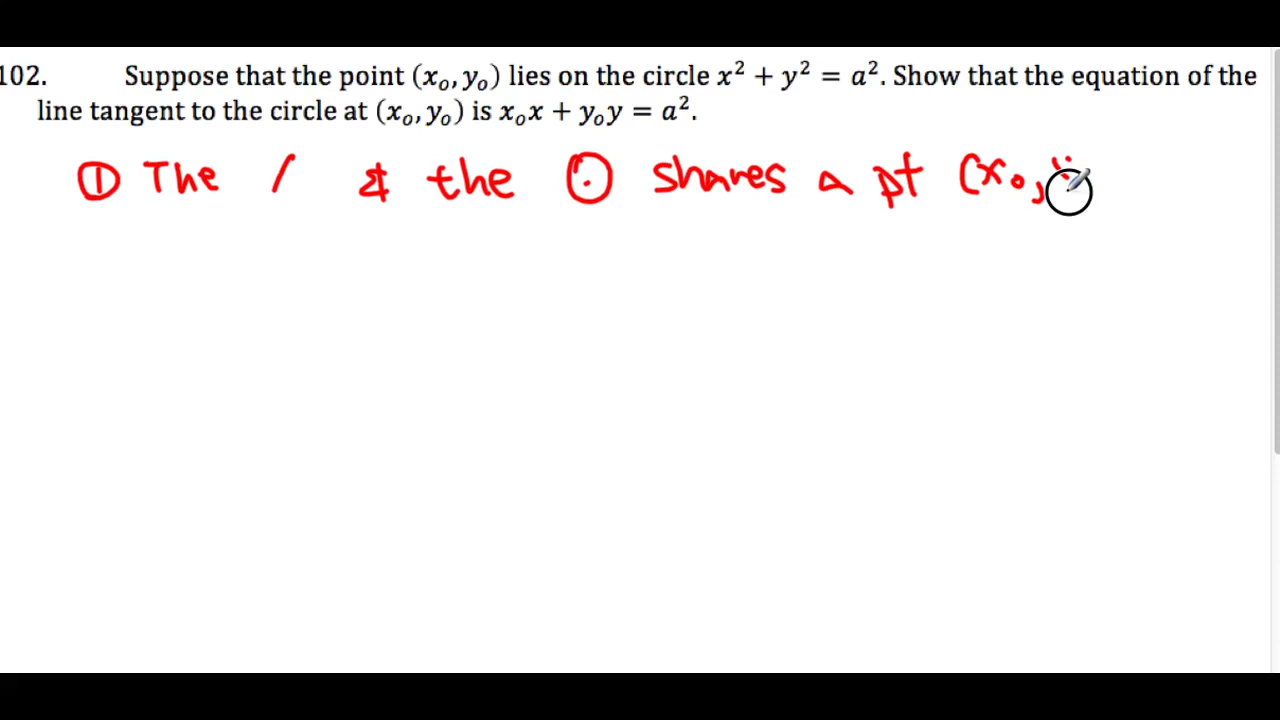 102. Suppose that the point (xₒ, yₒ) lies on the circle x² + y² = a². Show that the equation of the
line tangent to the circle at (xₒ, yₒ) is xₒx + yₒy = a².
① The / & the ⊙ shares a pt (x₀,